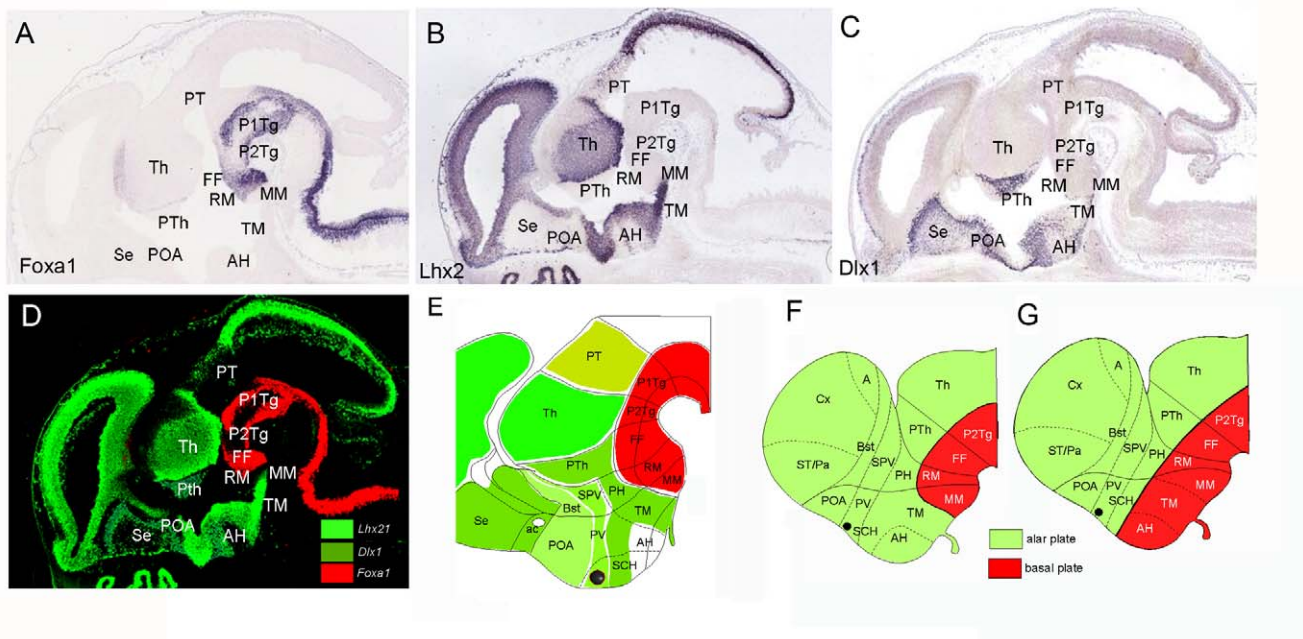 A
PT
P1Tg
P2Tg
Th
FF
RM
MM
PTh
TM
Se
POA
AH
Foxa1
B
P1Tg
Th
P2Tg
FF
RM
MM
PTh
TM
Se
POA
AH
Lhx2
C
PT
P1Tg
Th
P2Tg
FF
RM
MM
PTh
TM
Se
POA
AH
Dlx1
D
PT
P1Tg
Th
P2Tg
FF
RM
MM
Pth
TM
POA
Se
AH
Lhx21
Dlx1
Foxa1
E
PT
P1Tg
Th
P2Tg
FF
PTh
RM
MM
SPV
PH
Se
Bst
TM
ac
POA
PV
AH
SCH
F
A
Cx
Th
PTh
P2Tg
Bst
SPV
FF
ST/Pa
PH
RM
MM
POA
PV
TM
SCH
AH
G
A
Cx
Th
PTh
P2Tg
Bst
SPV
PH
FF
ST/Pa
RM
MM
POA
PV
SCH
TM
AH
alar plate
basal plate